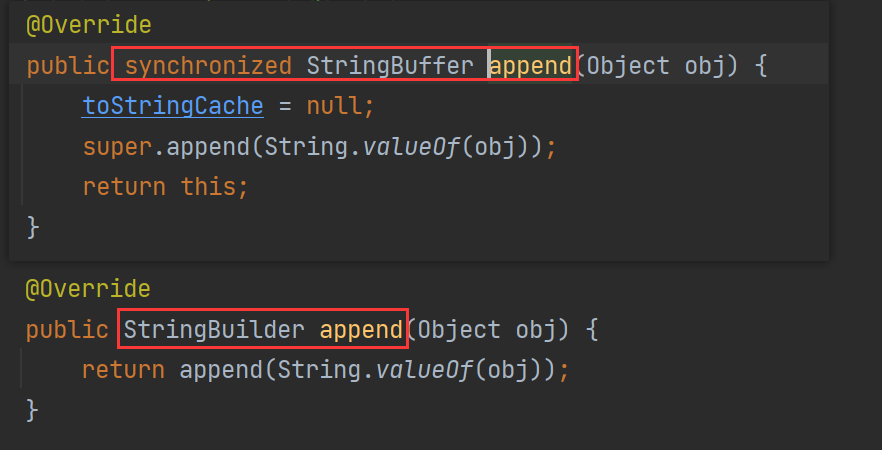 @Override
public synchronized StringBuffer append(Object obj) {
    toStringCache = null;
    super.append(String.valueOf(obj));
    return this;
}
@Override
public StringBuilder append(Object obj) {
    return append(String.valueOf(obj));
}